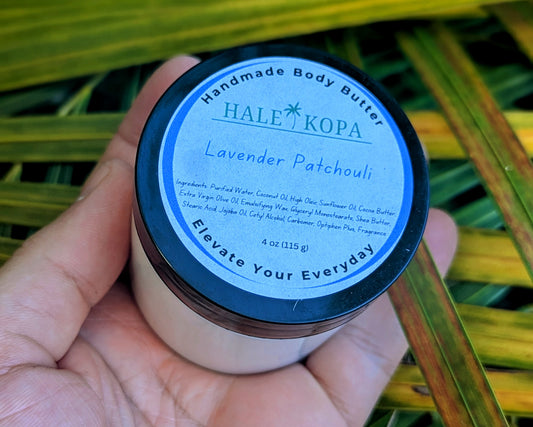 Handmade Body Butter
HALE KOPA
Lavender Patchouli
Ingredients: Purified Water, Coconut Oil, High Oleic Sunflower Oil, Cocoa Butter,
Extra Virgin Olive Oil, Emulsifying Wax, Glyceryl Monostearate, Shea Butter,
Stearic Acid, Jojoba Oil, Cetyl Alcohol, Carbomer, Optiphen Plus, Fragrance
4 oz (115 g)
Elevate Your Everyday